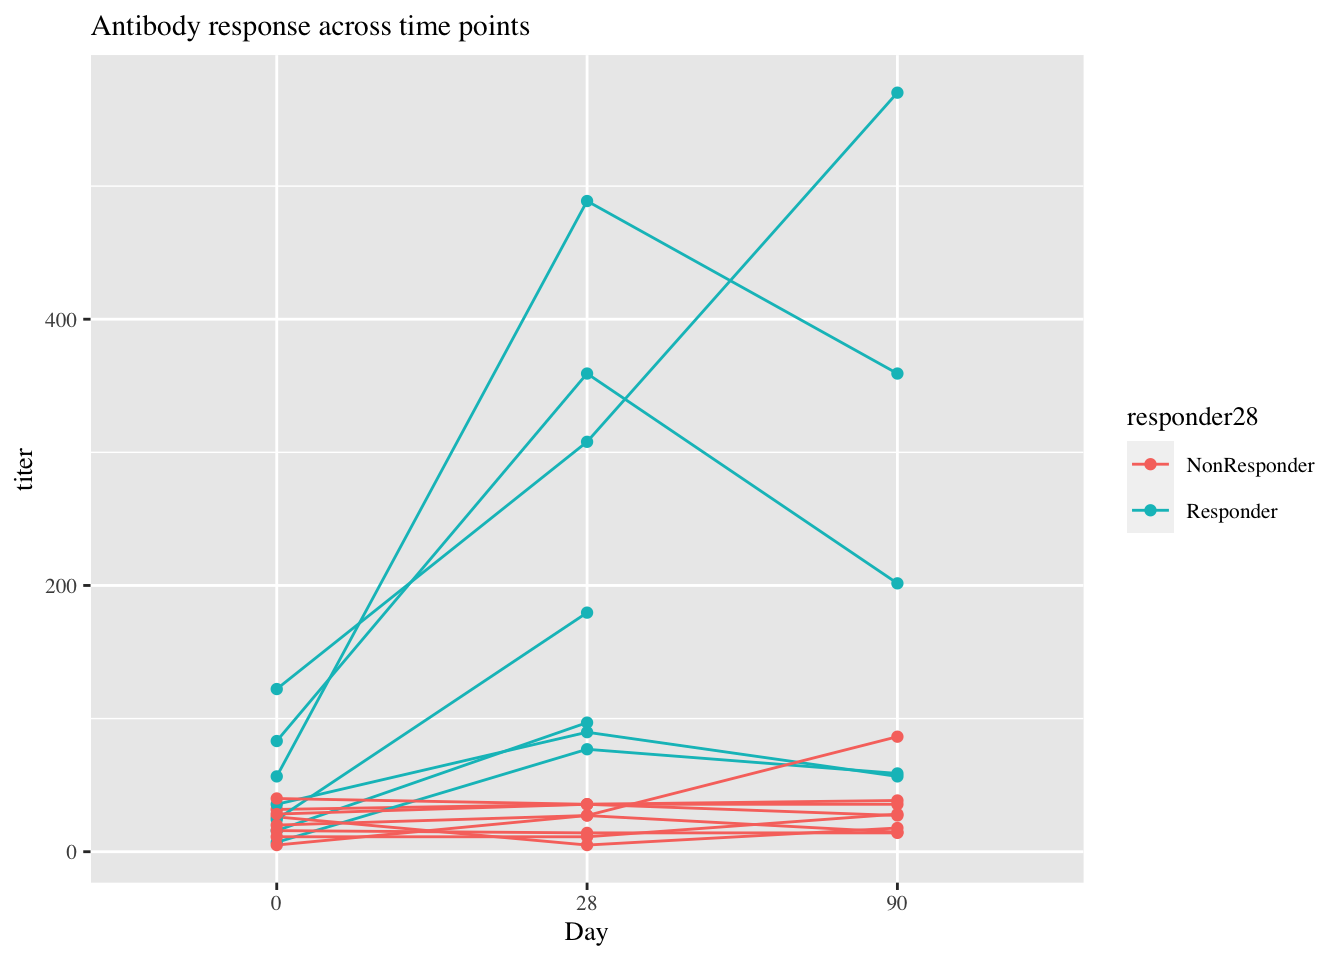 Antibody response across time points
400
200
0
titer
0 28 90
Day
responder28
NonResponder
Responder